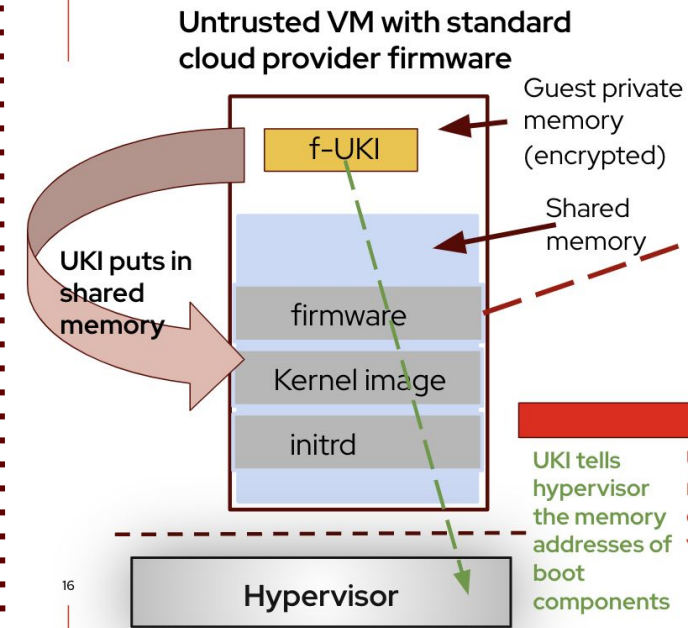 Untrusted VM with standard
cloud provider firmware
Guest private
memory
(encrypted)
f-UKI
Shared
memory
UKI puts in
shared
memory
firmware
Kernel image
initrd
UKI tells
hypervisor
the memory
addresses of
boot
components
16
Hypervisor